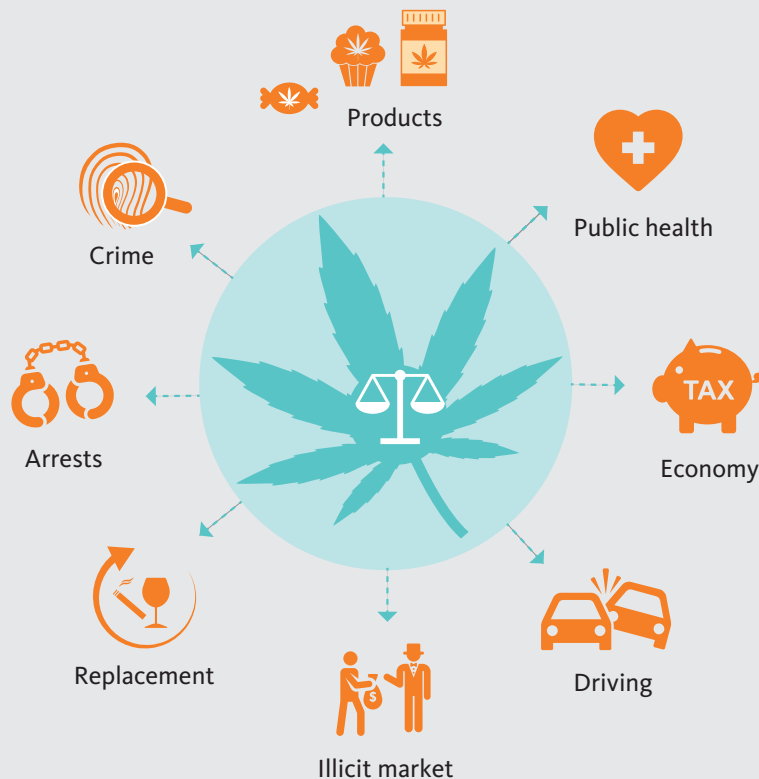 Products
Public health
Crime
TAX
Arrests
Economy
Replacement
Driving
$
Illicit market